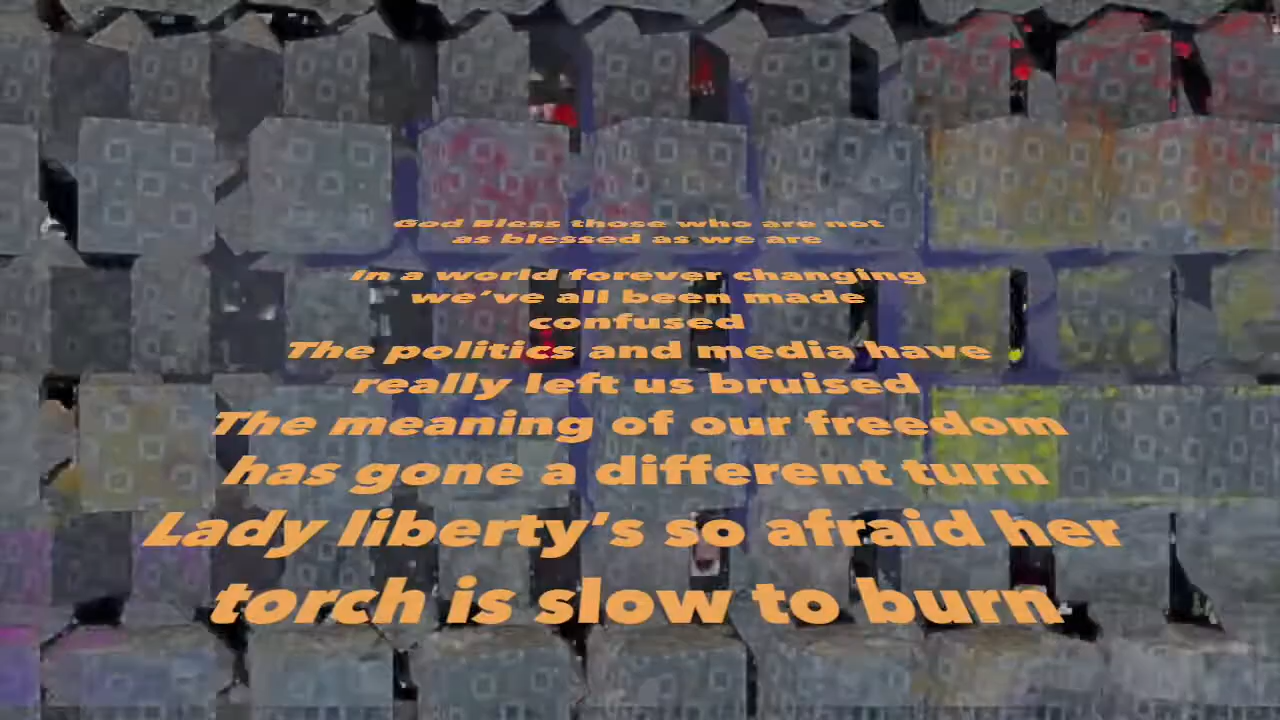 God Bless those who are not
as blessed as we are
In a world forever changing
we've all been made
confused
The politics and media have
really left us bruised
The meaning of our freedom
has gone a different turn
Lady liberty's so afraid her
torch is slow to burn